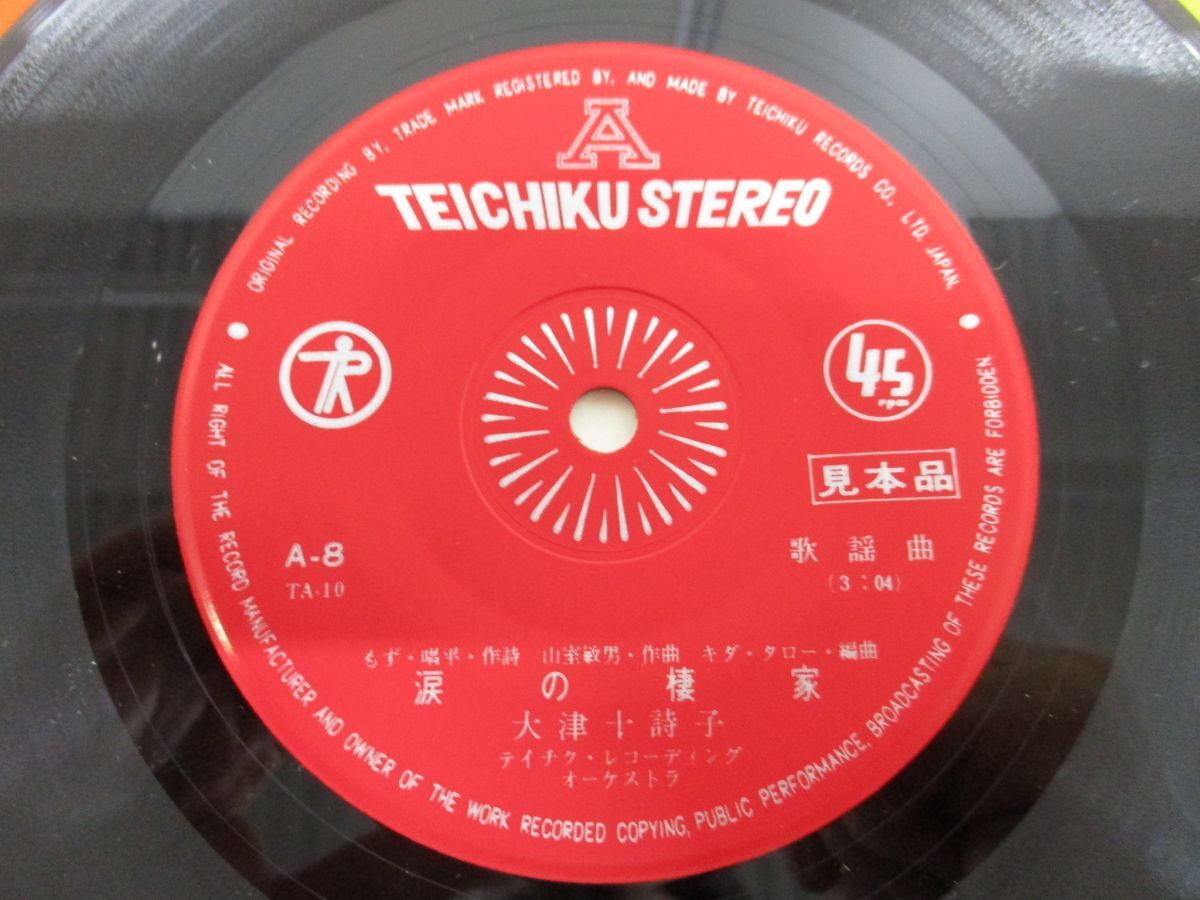 ORIGINAL RECORDING BY, TRADE MARK REGISTERED BY, AND MADE BY TEICHIKU RECORDS CO., LTD. JAPAN
A
TEICHIKU STEREO
45
rpm
見本品
A-8
歌謡曲
TA-10
(3:04)
もず・唱平・作詩 山室敏男・作曲 キダ・タロー・編曲
涙の棲家
大津十詩子
テイチク・レコーディング
オーケストラ
ALL RIGHT OF THE RECORD MANUFACTURER AND OWNER OF THE WORK RECORDED COPYING, PUBLIC PERFORMANCE, BROADCASTING OF THESE RECORDS ARE FORBIDDEN.